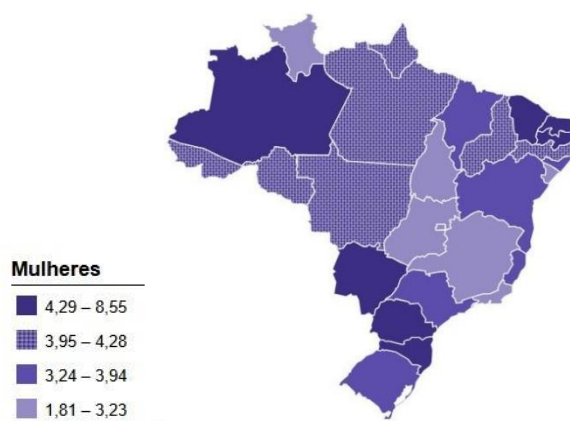 Mulheres
4,29 – 8,55
3,95 – 4,28
3,24 – 3,94
1,81 – 3,23